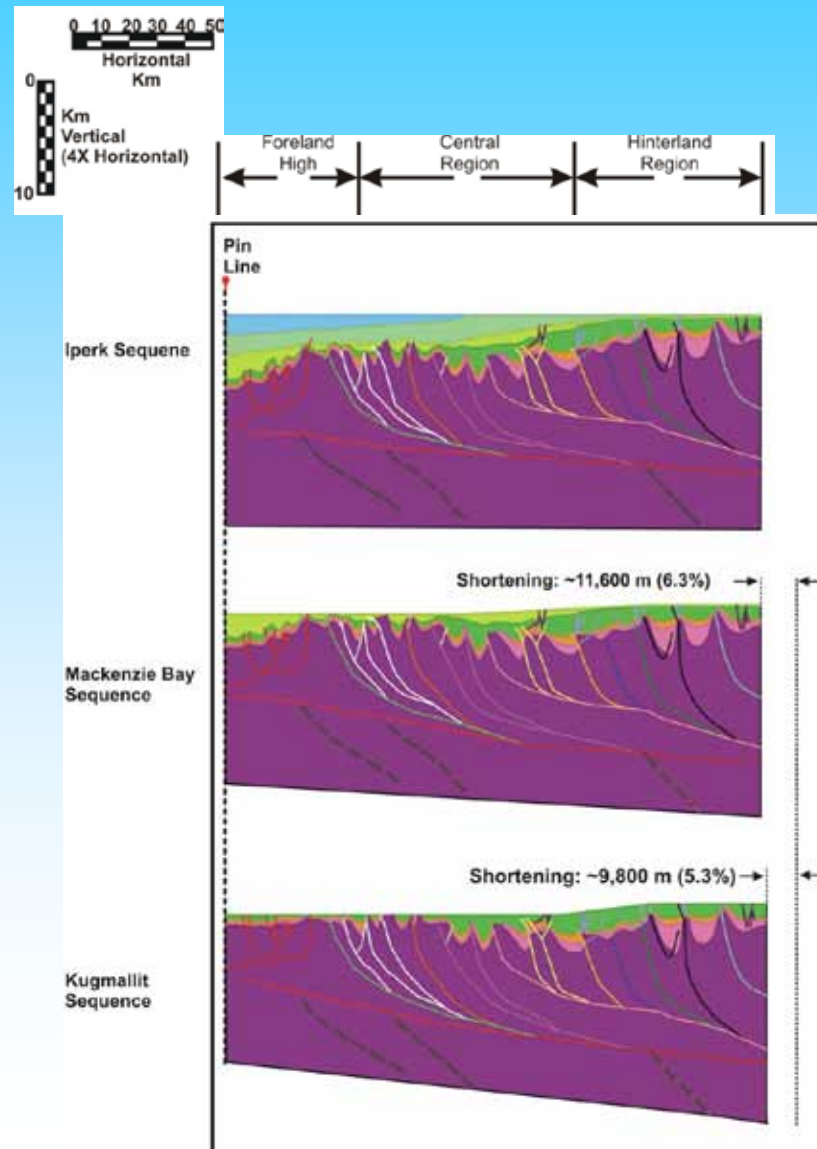 0 10 20 30 40 50
Horizontal
Km
0
Km
Vertical
(4X Horizontal)
10
Foreland
High
Central
Region
Hinterland
Region
Pin
Line
Iperk Sequene
Shortening: ~11,600 m (6.3%)
Mackenzie Bay
Sequence
Shortening: ~9,800 m (5.3%)
Kugmallit
Sequence